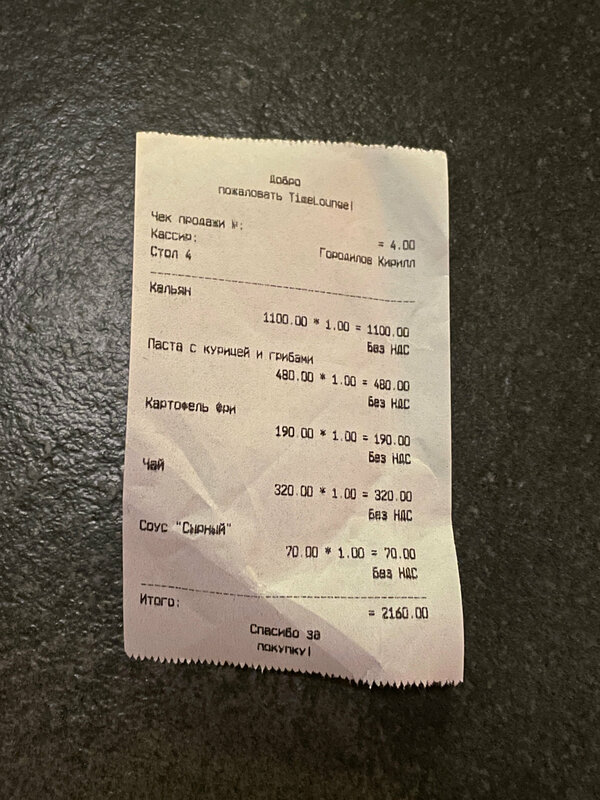 Добро
пожаловать TimeLounge!
Чек продажи №:
= 4.00
Кассир:
Городилов Кирилл
Стол 4
Кальян
1100.00 * 1.00 = 1100.00
Без НДС
Паста с курицей и грибами
480.00 * 1.00 = 480.00
Без НДС
Картофель фри
190.00 * 1.00 = 190.00
Без НДС
Чай
320.00 * 1.00 = 320.00
Без НДС
Соус "Сырный"
70.00 * 1.00 = 70.00
Без НДС
Итого:
= 2160.00
Спасибо за
покупку!